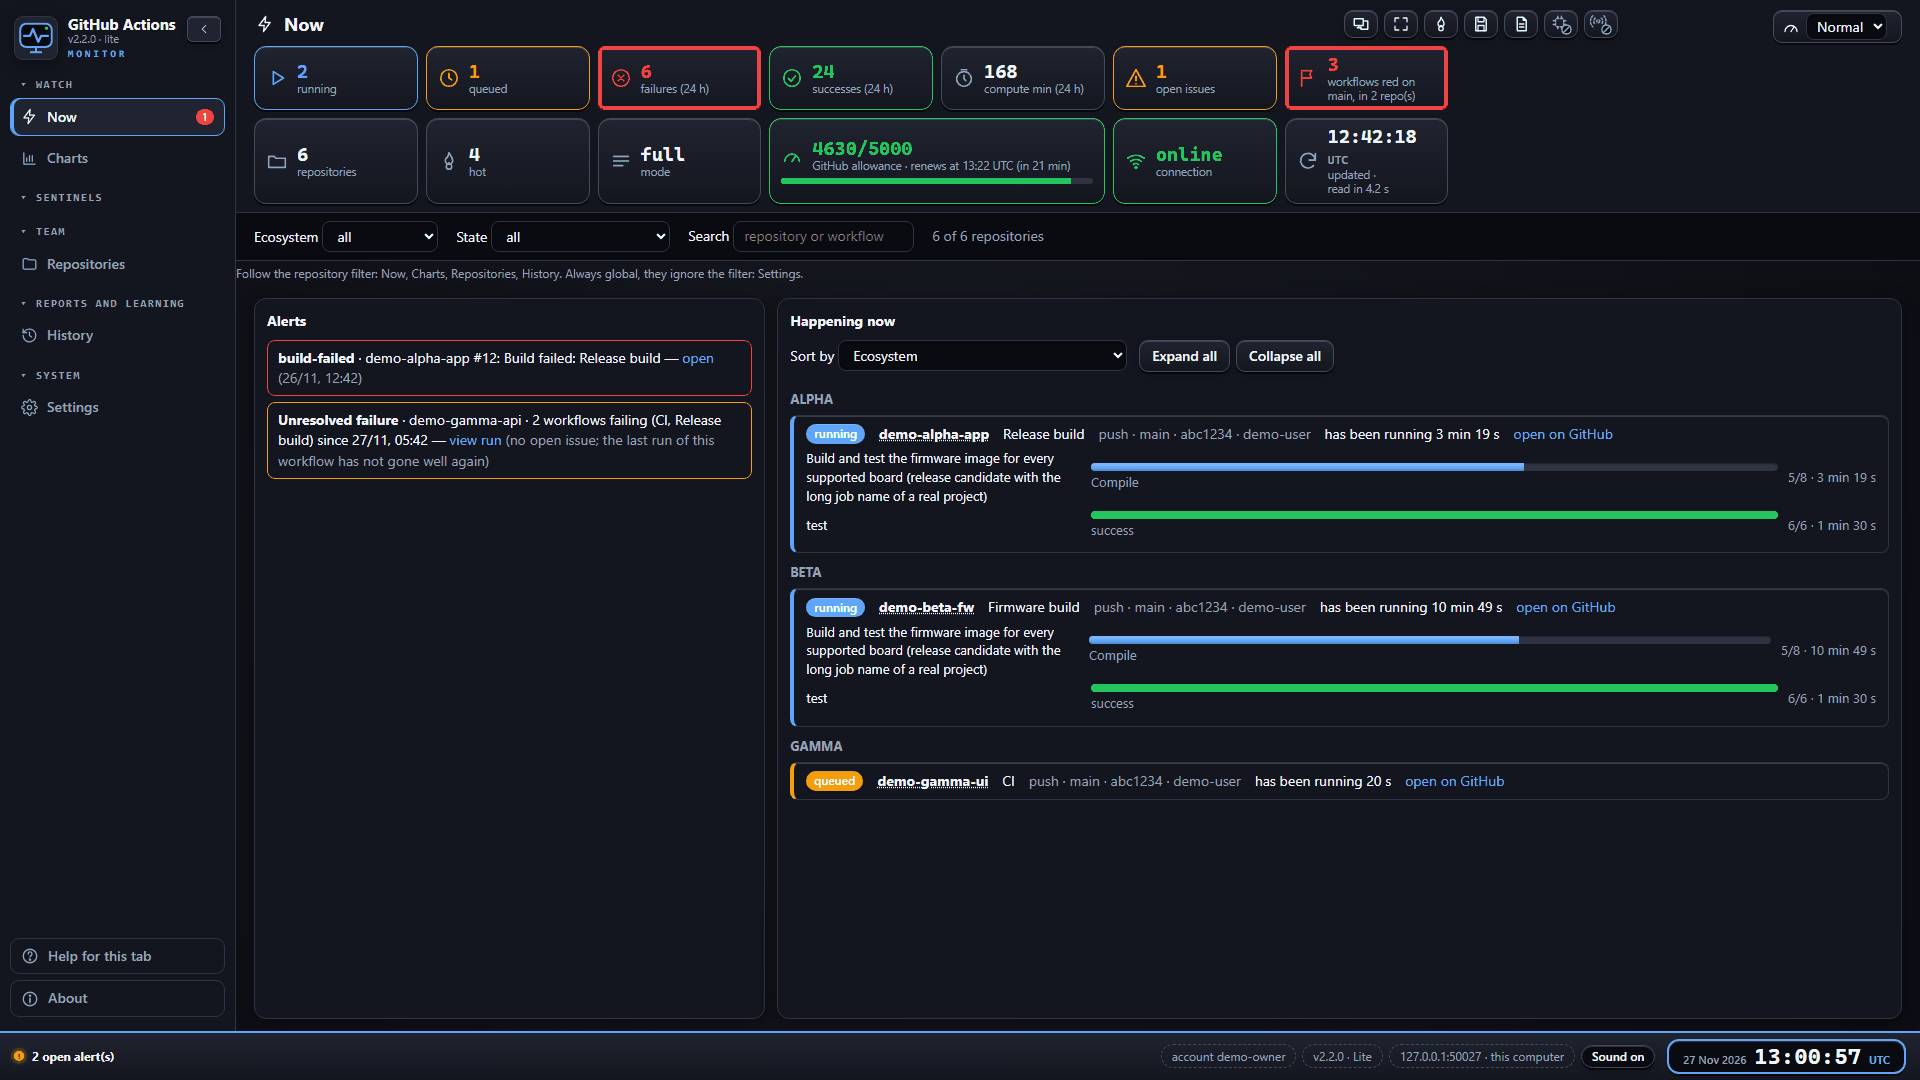 GitHub Actions
v2.2.0 · lite
MONITOR
WATCH
Now
1
Charts
SENTINELS
TEAM
Repositories
REPORTS AND LEARNING
History
SYSTEM
Settings
Help for this tab
About
Now
Normal
2
running
1
queued
6
failures (24 h)
24
successes (24 h)
168
compute min (24 h)
1
open issues
3
workflows red on
main, in 2 repo(s)
6
repositories
4
hot
full
mode
4630/5000
GitHub allowance · renews at 13:22 UTC (in 21 min)
online
connection
12:42:18
UTC
updated ·
read in 4.2 s
Ecosystem all
State all
Search repository or workflow
6 of 6 repositories
Follow the repository filter: Now, Charts, Repositories, History. Always global, they ignore the filter: Settings.
Alerts
build-failed · demo-alpha-app #12: Build failed: Release build — open
(26/11, 12:42)
Unresolved failure · demo-gamma-api · 2 workflows failing (CI, Release
build) since 27/11, 05:42 — view run (no open issue; the last run of this
workflow has not gone well again)
Happening now
Sort by Ecosystem Expand all Collapse all
ALPHA
running demo-alpha-app Release build push · main · abc1234 · demo-user has been running 3 min 19 s open on GitHub
Build and test the firmware image for every
supported board (release candidate with the
long job name of a real project)
Compile
5/8 · 3 min 19 s
test
success
6/6 · 1 min 30 s
BETA
running demo-beta-fw Firmware build push · main · abc1234 · demo-user has been running 10 min 49 s open on GitHub
Build and test the firmware image for every
supported board (release candidate with the
long job name of a real project)
Compile
5/8 · 10 min 49 s
test
success
6/6 · 1 min 30 s
GAMMA
queued demo-gamma-ui CI push · main · abc1234 · demo-user has been running 20 s open on GitHub
2 open alert(s)
account demo-owner
v2.2.0 · Lite
127.0.0.1:50027 · this computer
Sound on
27 Nov 2026 13:00:57 UTC